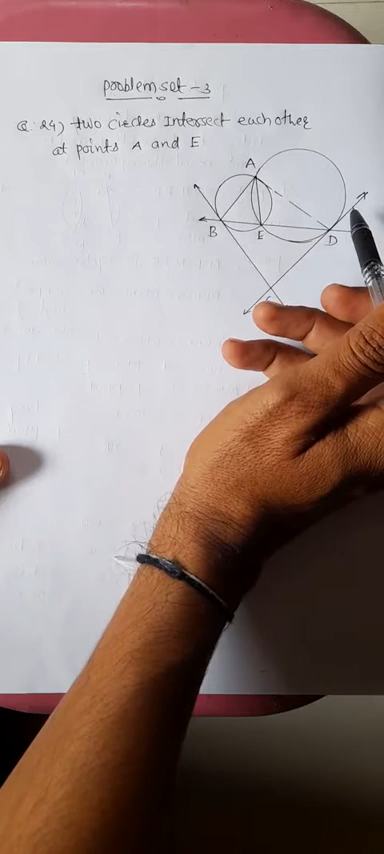 problem set - 3
Q. 24) two circles Intersect each other
at points A and E
A
B
E
D